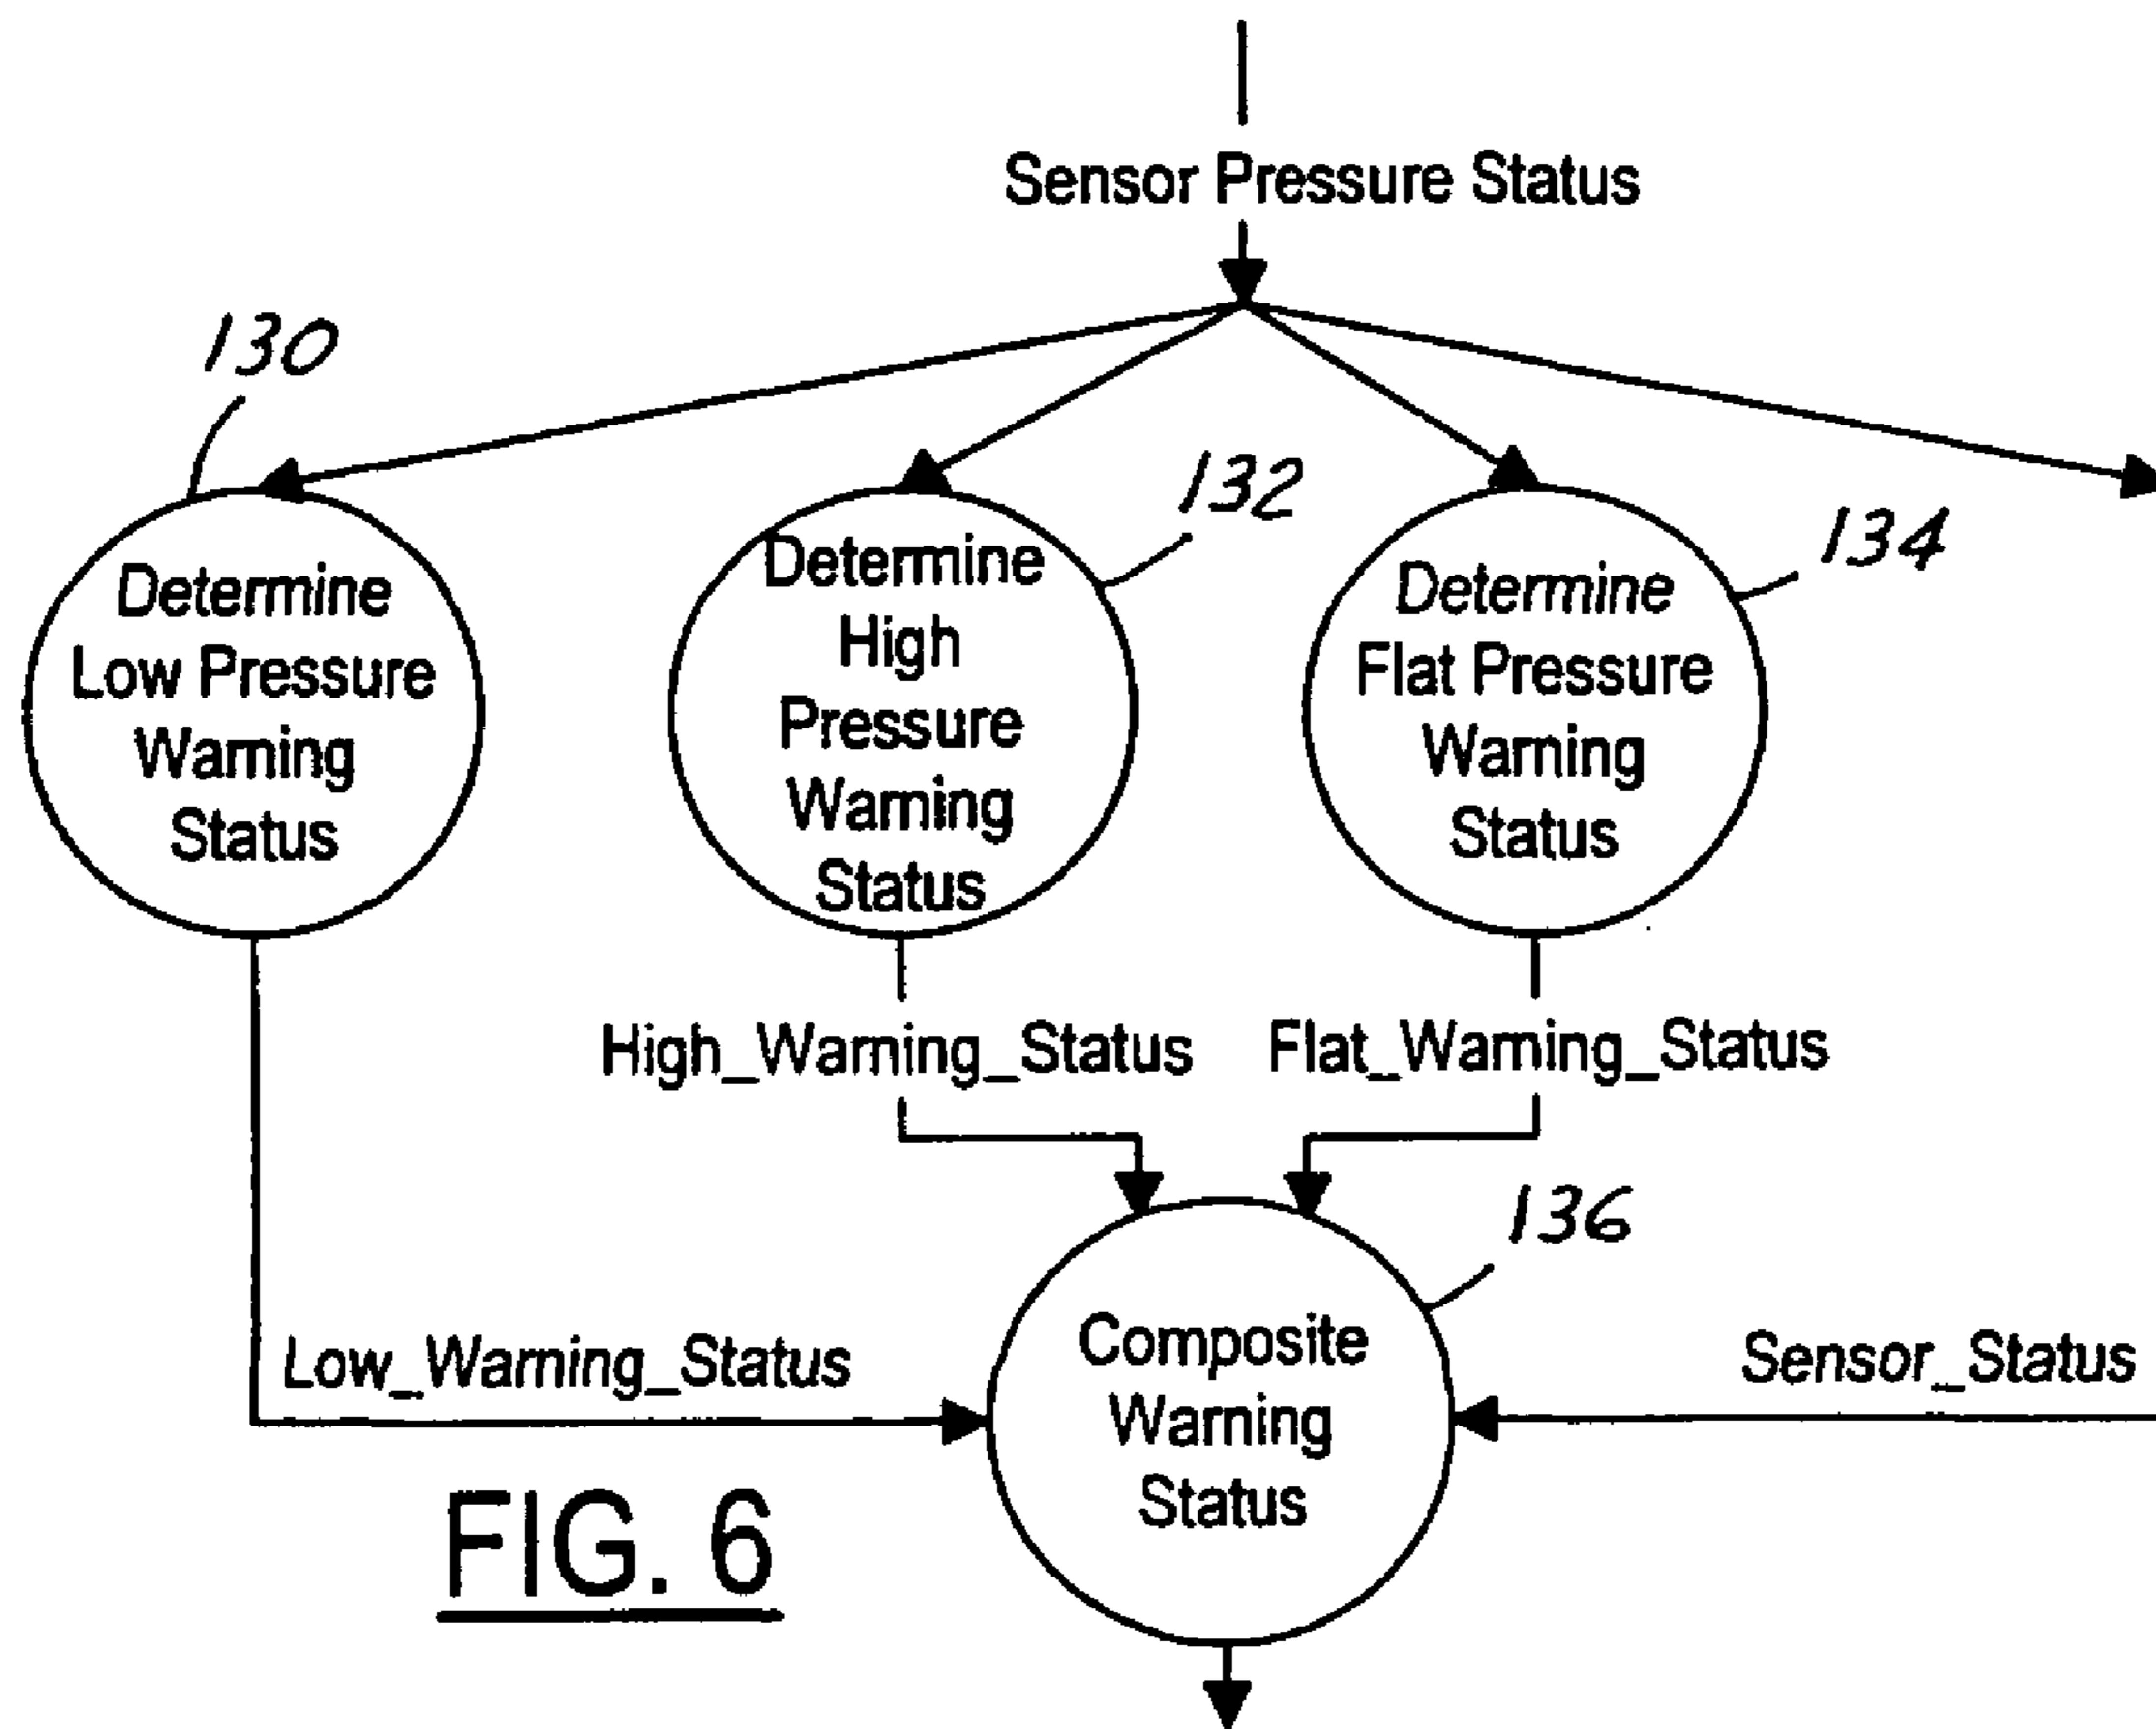 Sensor Pressure Status
130
132
134
Determine
Low Pressure
Warning
Status
Determine
High
Pressure
Warning
Status
Determine
Flat Pressure
Warning
Status
High_Warning_Status
Flat_Warning_Status
136
Composite
Warning
Status
Low_Warning_Status
Sensor_Status
FIG. 6